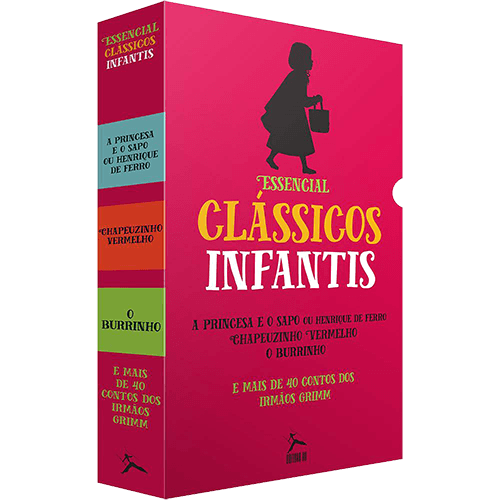 Essencial
Clássicos
Infantis
A Princesa
e o Sapo
ou Henrique
de Ferro
Chapeuzinho
Vermelho
O
Burrinho
e mais
de 40
contos dos
Irmãos
Grimm
Essencial
Clássicos
Infantis
A Princesa e o Sapo ou Henrique de Ferro
Chapeuzinho Vermelho
O Burrinho
e mais de 40 contos dos
Irmãos Grimm